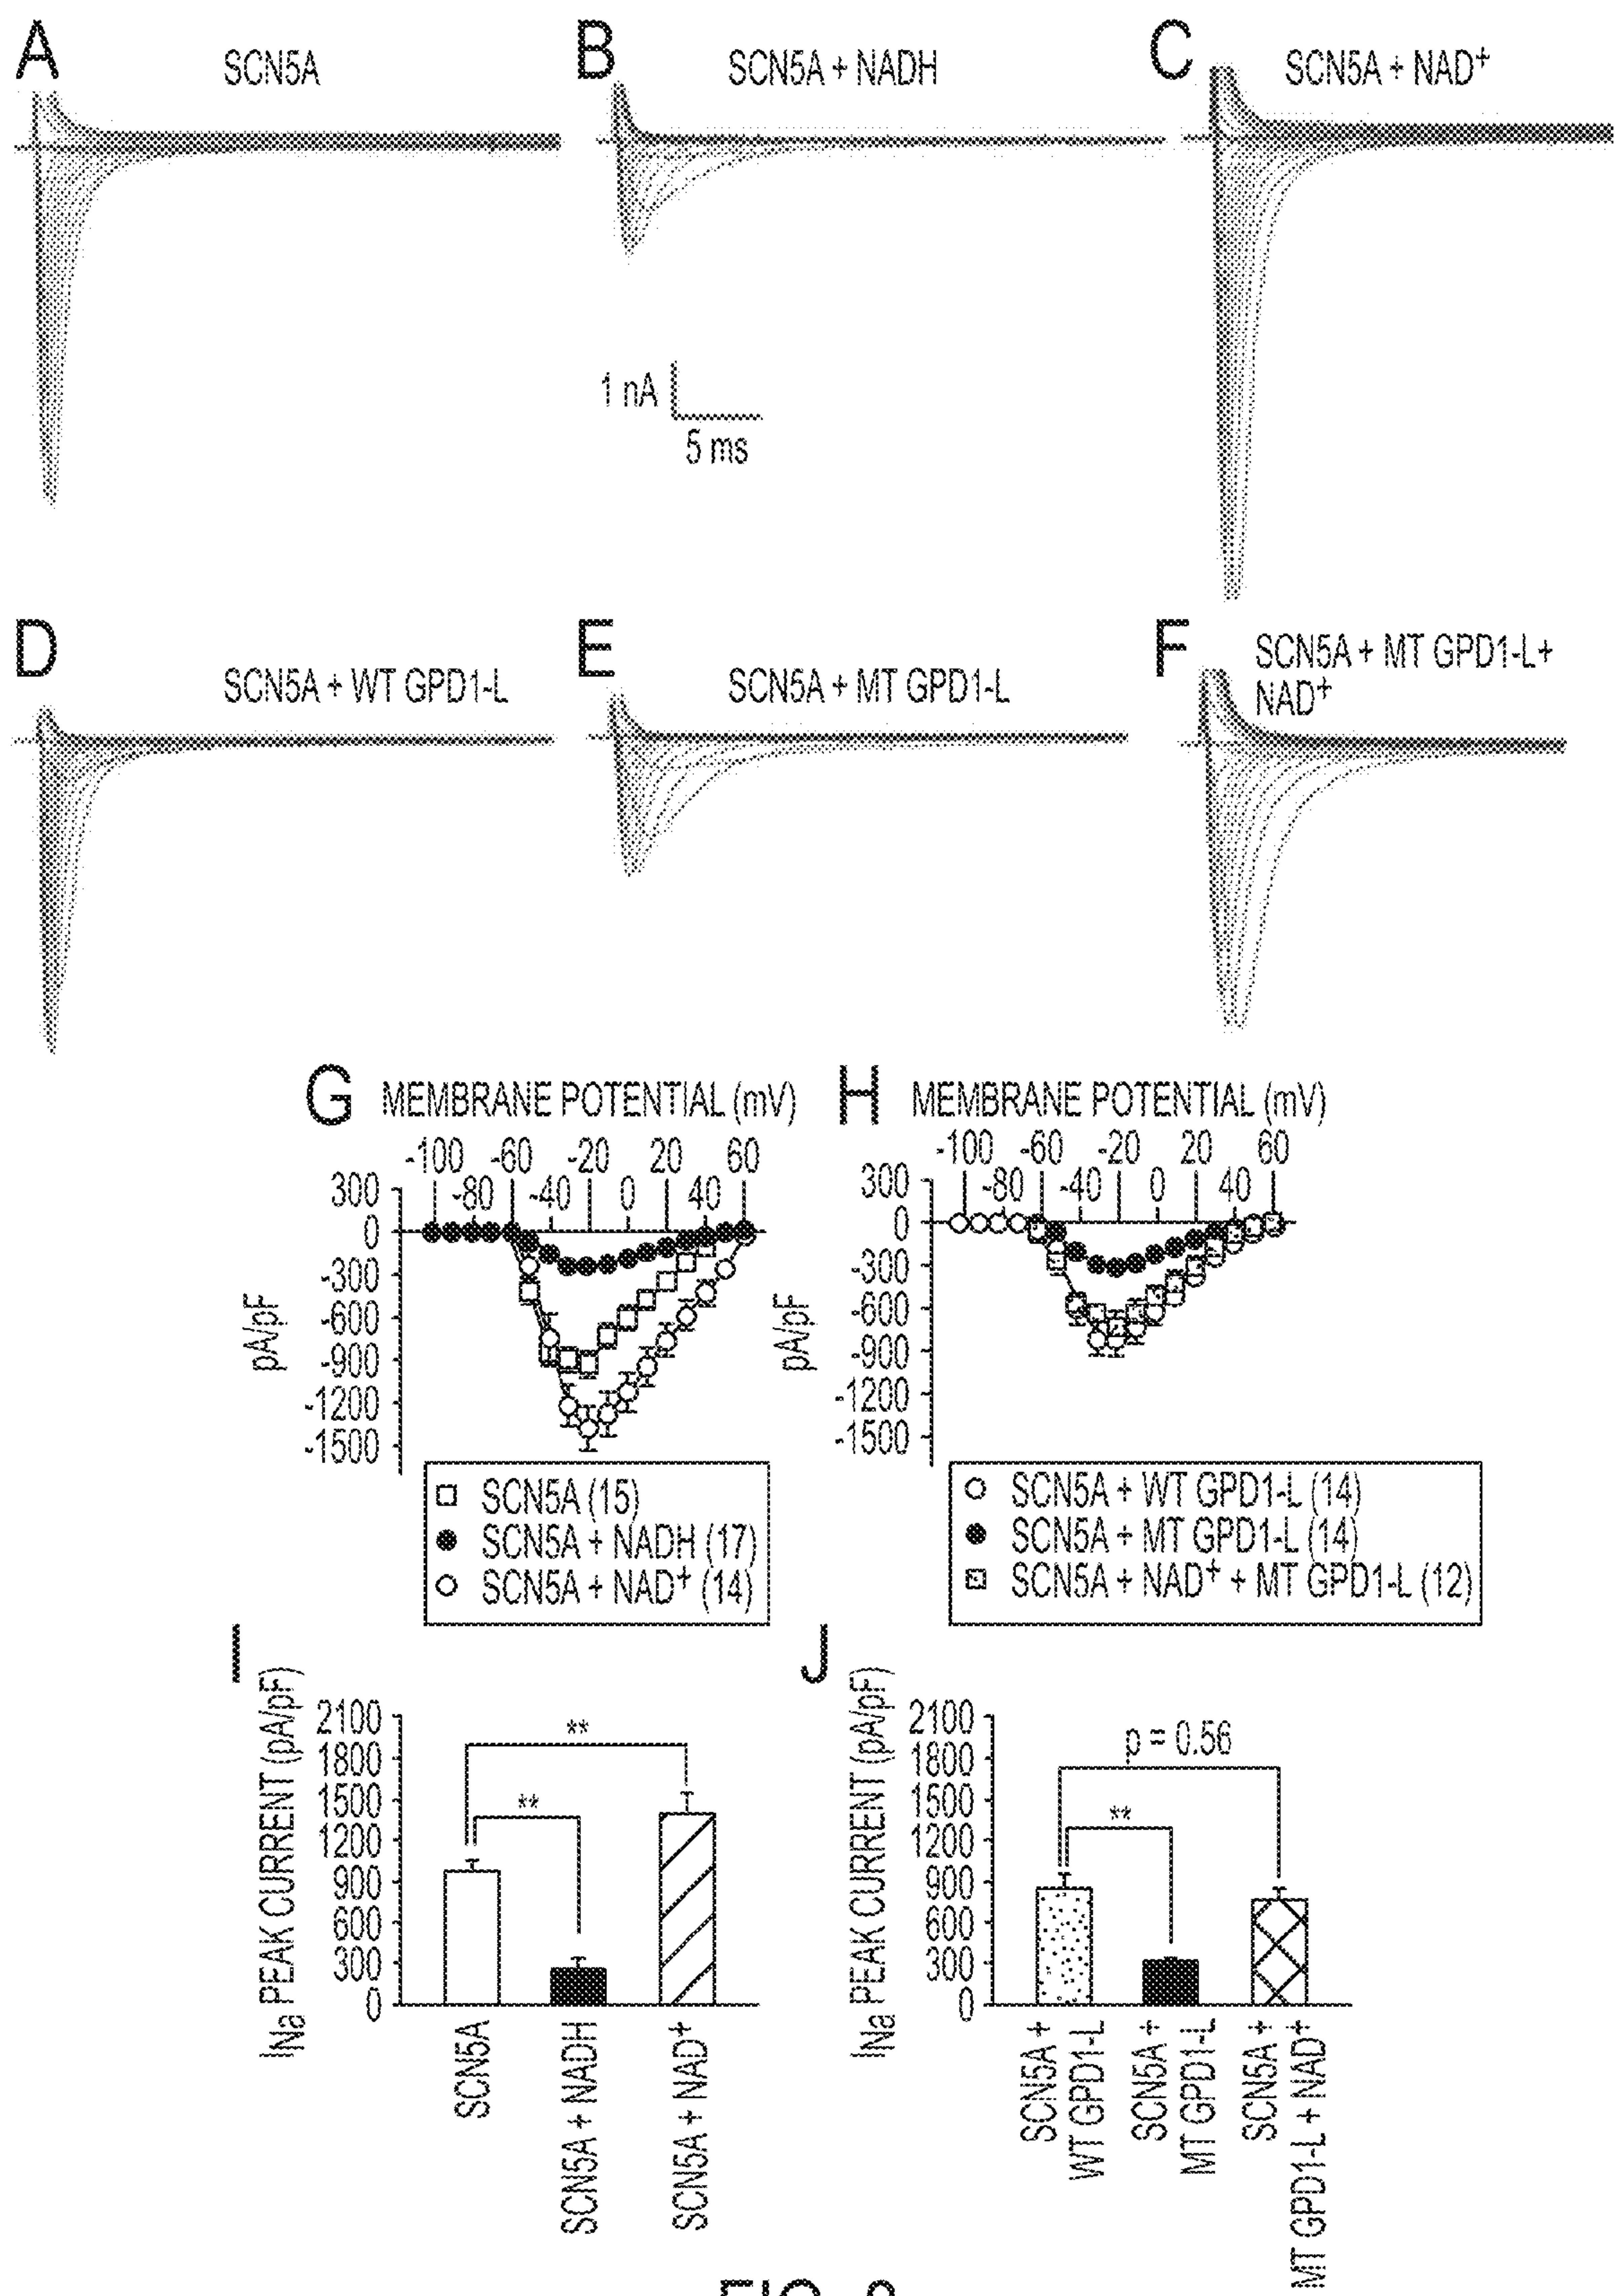 A SCN5A
B SCN5A + NADH
C SCN5A + NAD+
1 nA
5 ms
D SCN5A + WT GPD1-L
E SCN5A + MT GPD1-L
F SCN5A + MT GPD1-L+
NAD+
G MEMBRANE POTENTIAL (mV)
-100 -60 -20 20 60
-80 -40 0 40
300
0
-300
-600
-900
-1200
-1500
pA/pF
SCN5A (15)
SCN5A + NADH (17)
SCN5A + NAD+ (14)
H MEMBRANE POTENTIAL (mV)
-100 -60 -20 20 60
-80 -40 0 40
300
0
-300
-600
-900
-1200
-1500
pA/pF
SCN5A + WT GPD1-L (14)
SCN5A + MT GPD1-L (14)
SCN5A + NAD+ + MT GPD1-L (12)
I
INa PEAK CURRENT (pA/pF)
2100
1800
1500
1200
900
600
300
0
**
**
SCN5A
SCN5A + NADH
SCN5A + NAD+
J
INa PEAK CURRENT (pA/pF)
2100
1800
1500
1200
900
600
300
0
p = 0.56
**
SCN5A +
WT GPD1-L
SCN5A +
MT GPD1-L
SCN5A +
MT GPD1-L + NAD+